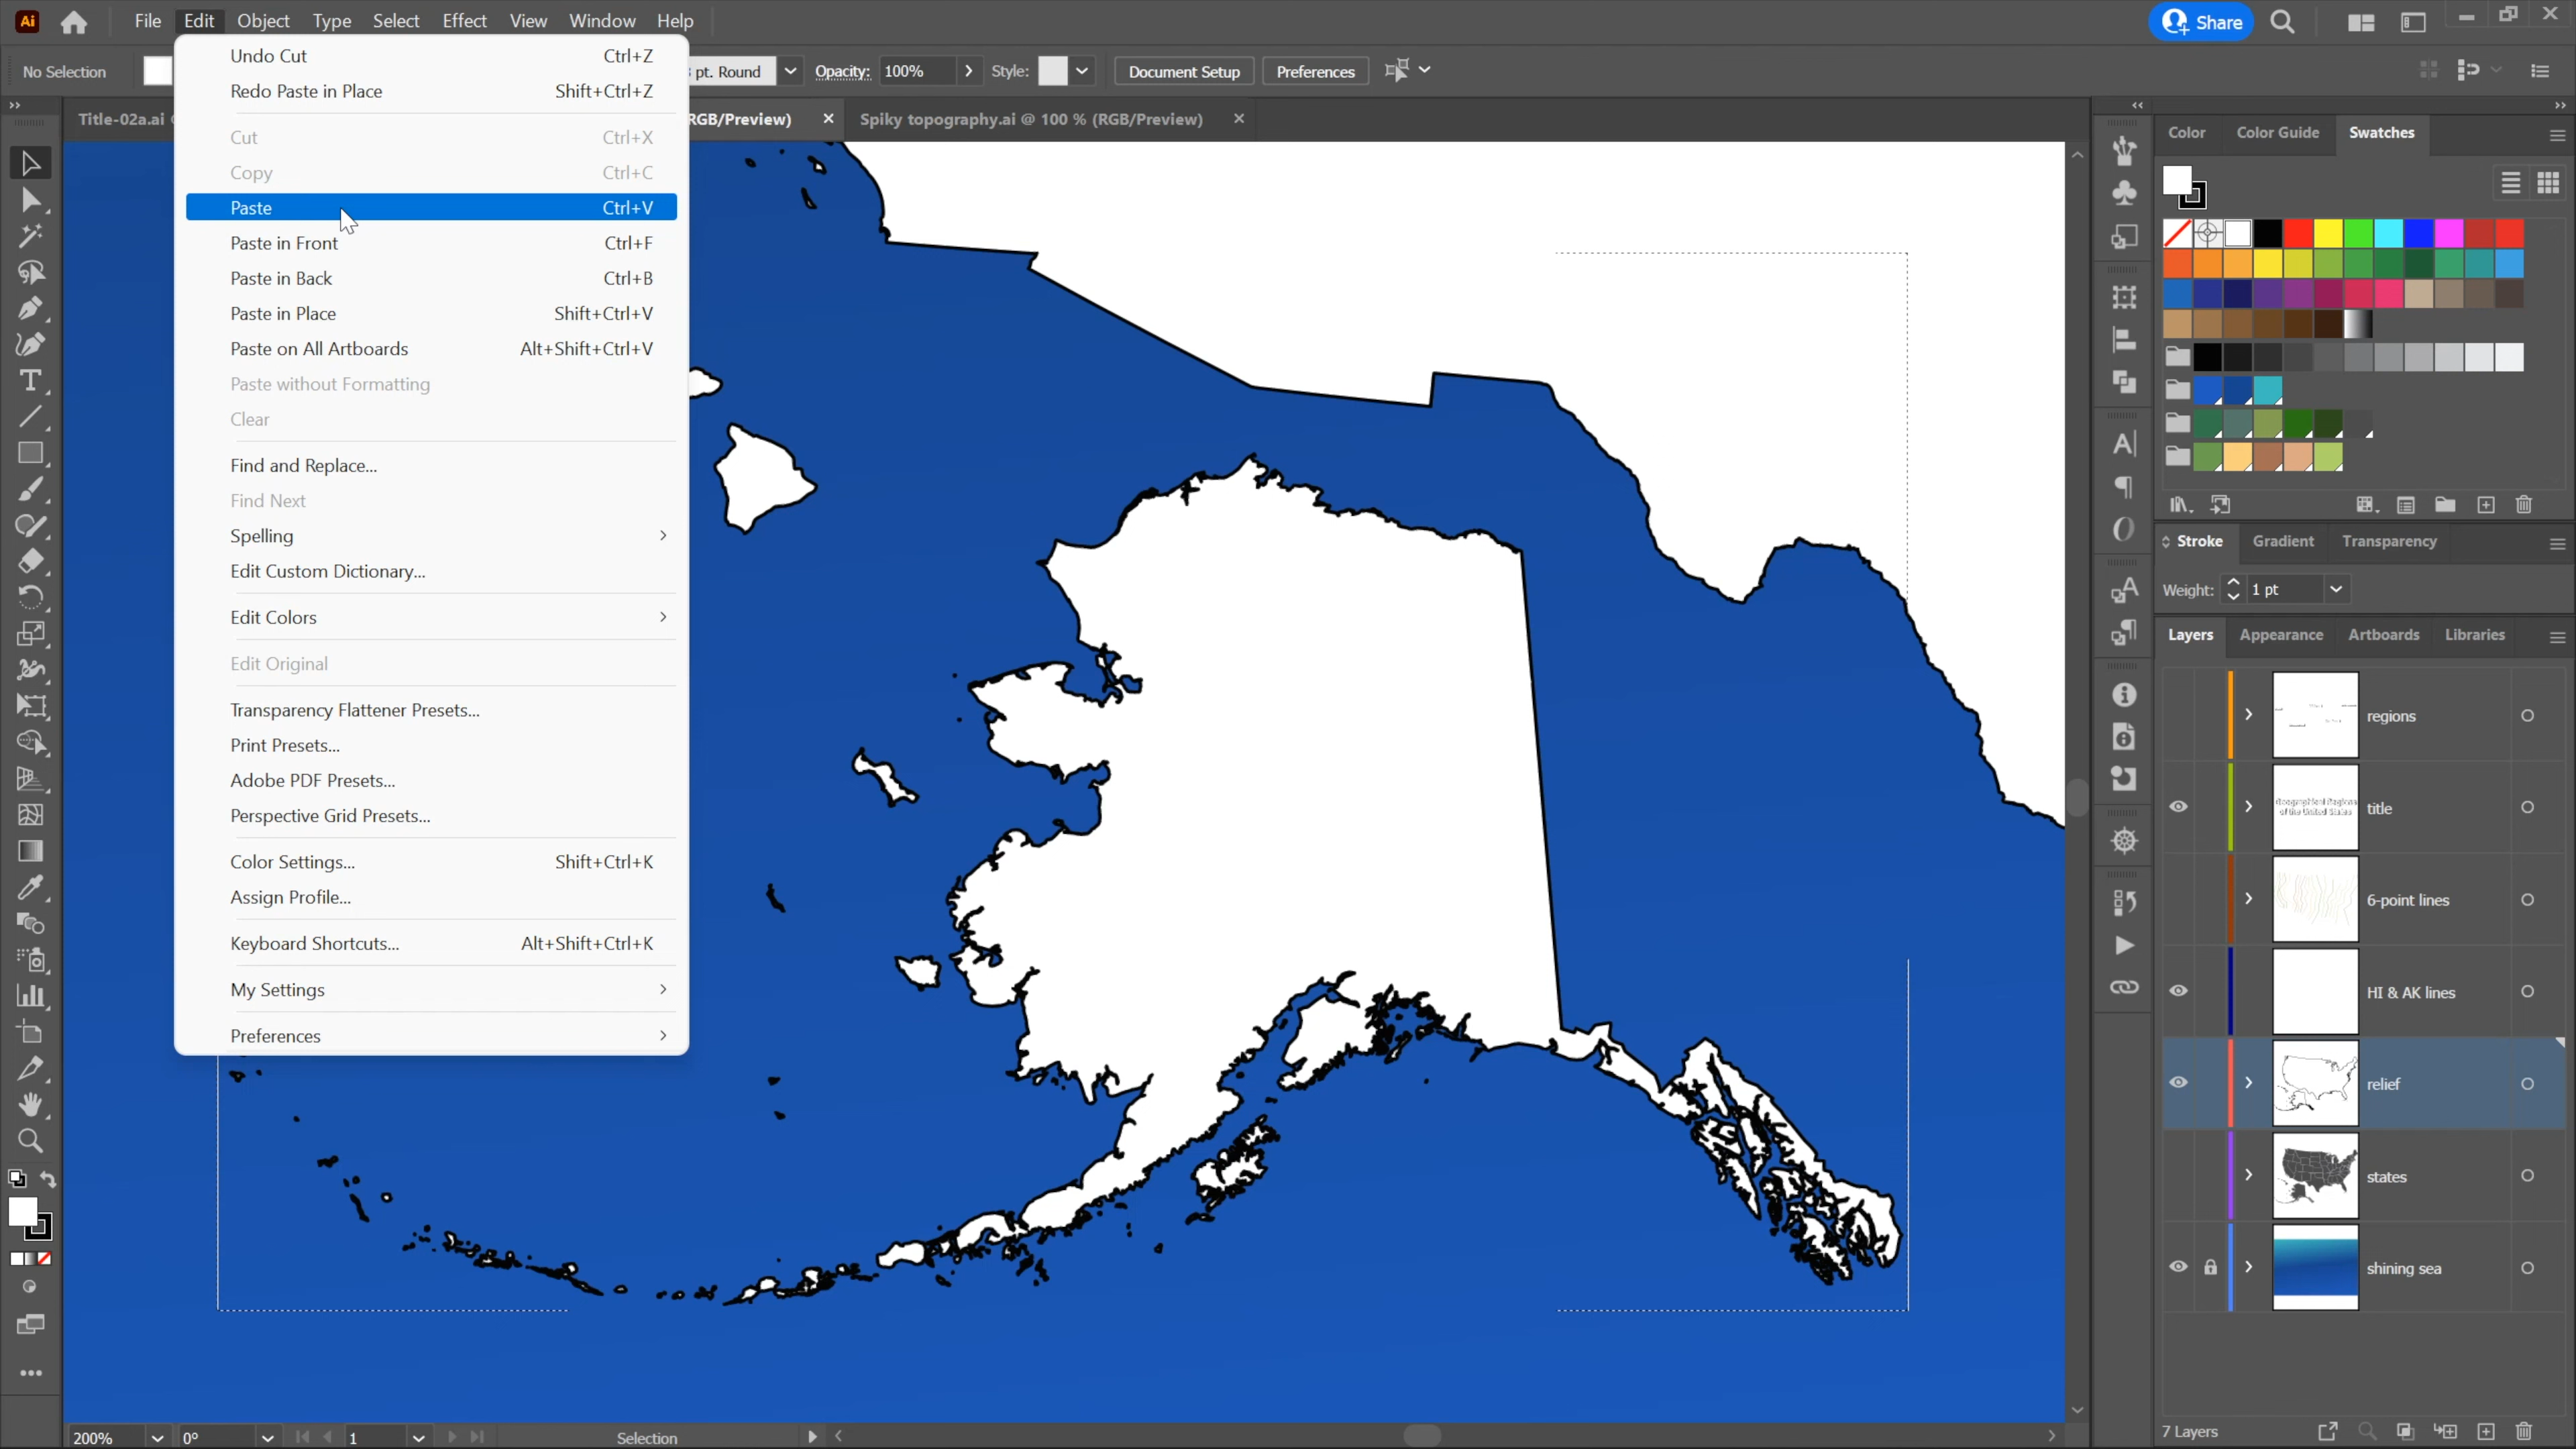 Ai
File Edit Object Type Select Effect View Window Help
Share
No Selection
pt. Round
Opacity: 100%
Style:
Document Setup
Preferences
Title-02a.ai
RGB/Preview)
Spiky topography.ai @ 100 % (RGB/Preview)
Undo Cut Ctrl+Z
Redo Paste in Place Shift+Ctrl+Z
Cut Ctrl+X
Copy Ctrl+C
Paste Ctrl+V
Paste in Front Ctrl+F
Paste in Back Ctrl+B
Paste in Place Shift+Ctrl+V
Paste on All Artboards Alt+Shift+Ctrl+V
Paste without Formatting
Clear
Find and Replace...
Find Next
Spelling
Edit Custom Dictionary...
Edit Colors
Edit Original
Transparency Flattener Presets...
Print Presets...
Adobe PDF Presets...
Perspective Grid Presets...
Color Settings... Shift+Ctrl+K
Assign Profile...
Keyboard Shortcuts... Alt+Shift+Ctrl+K
My Settings
Preferences
Color Color Guide Swatches
Stroke Gradient Transparency
Weight: 1 pt
Layers Appearance Artboards Libraries
regions
Geographical Regions
of the United States
title
6-point lines
HI & AK lines
relief
states
shining sea
7 Layers
200% 0° 1 Selection